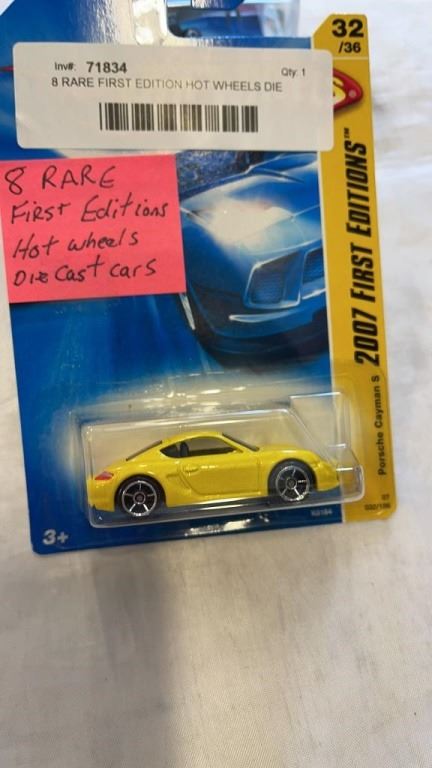 32
/36
Inv#: 71834
Qty: 1
8 RARE FIRST EDITION HOT WHEELS DIE
8 RARE
First Editions
Hot wheels
Die Cast cars
2007 FIRST EDITIONS™
Porsche Cayman S
3+